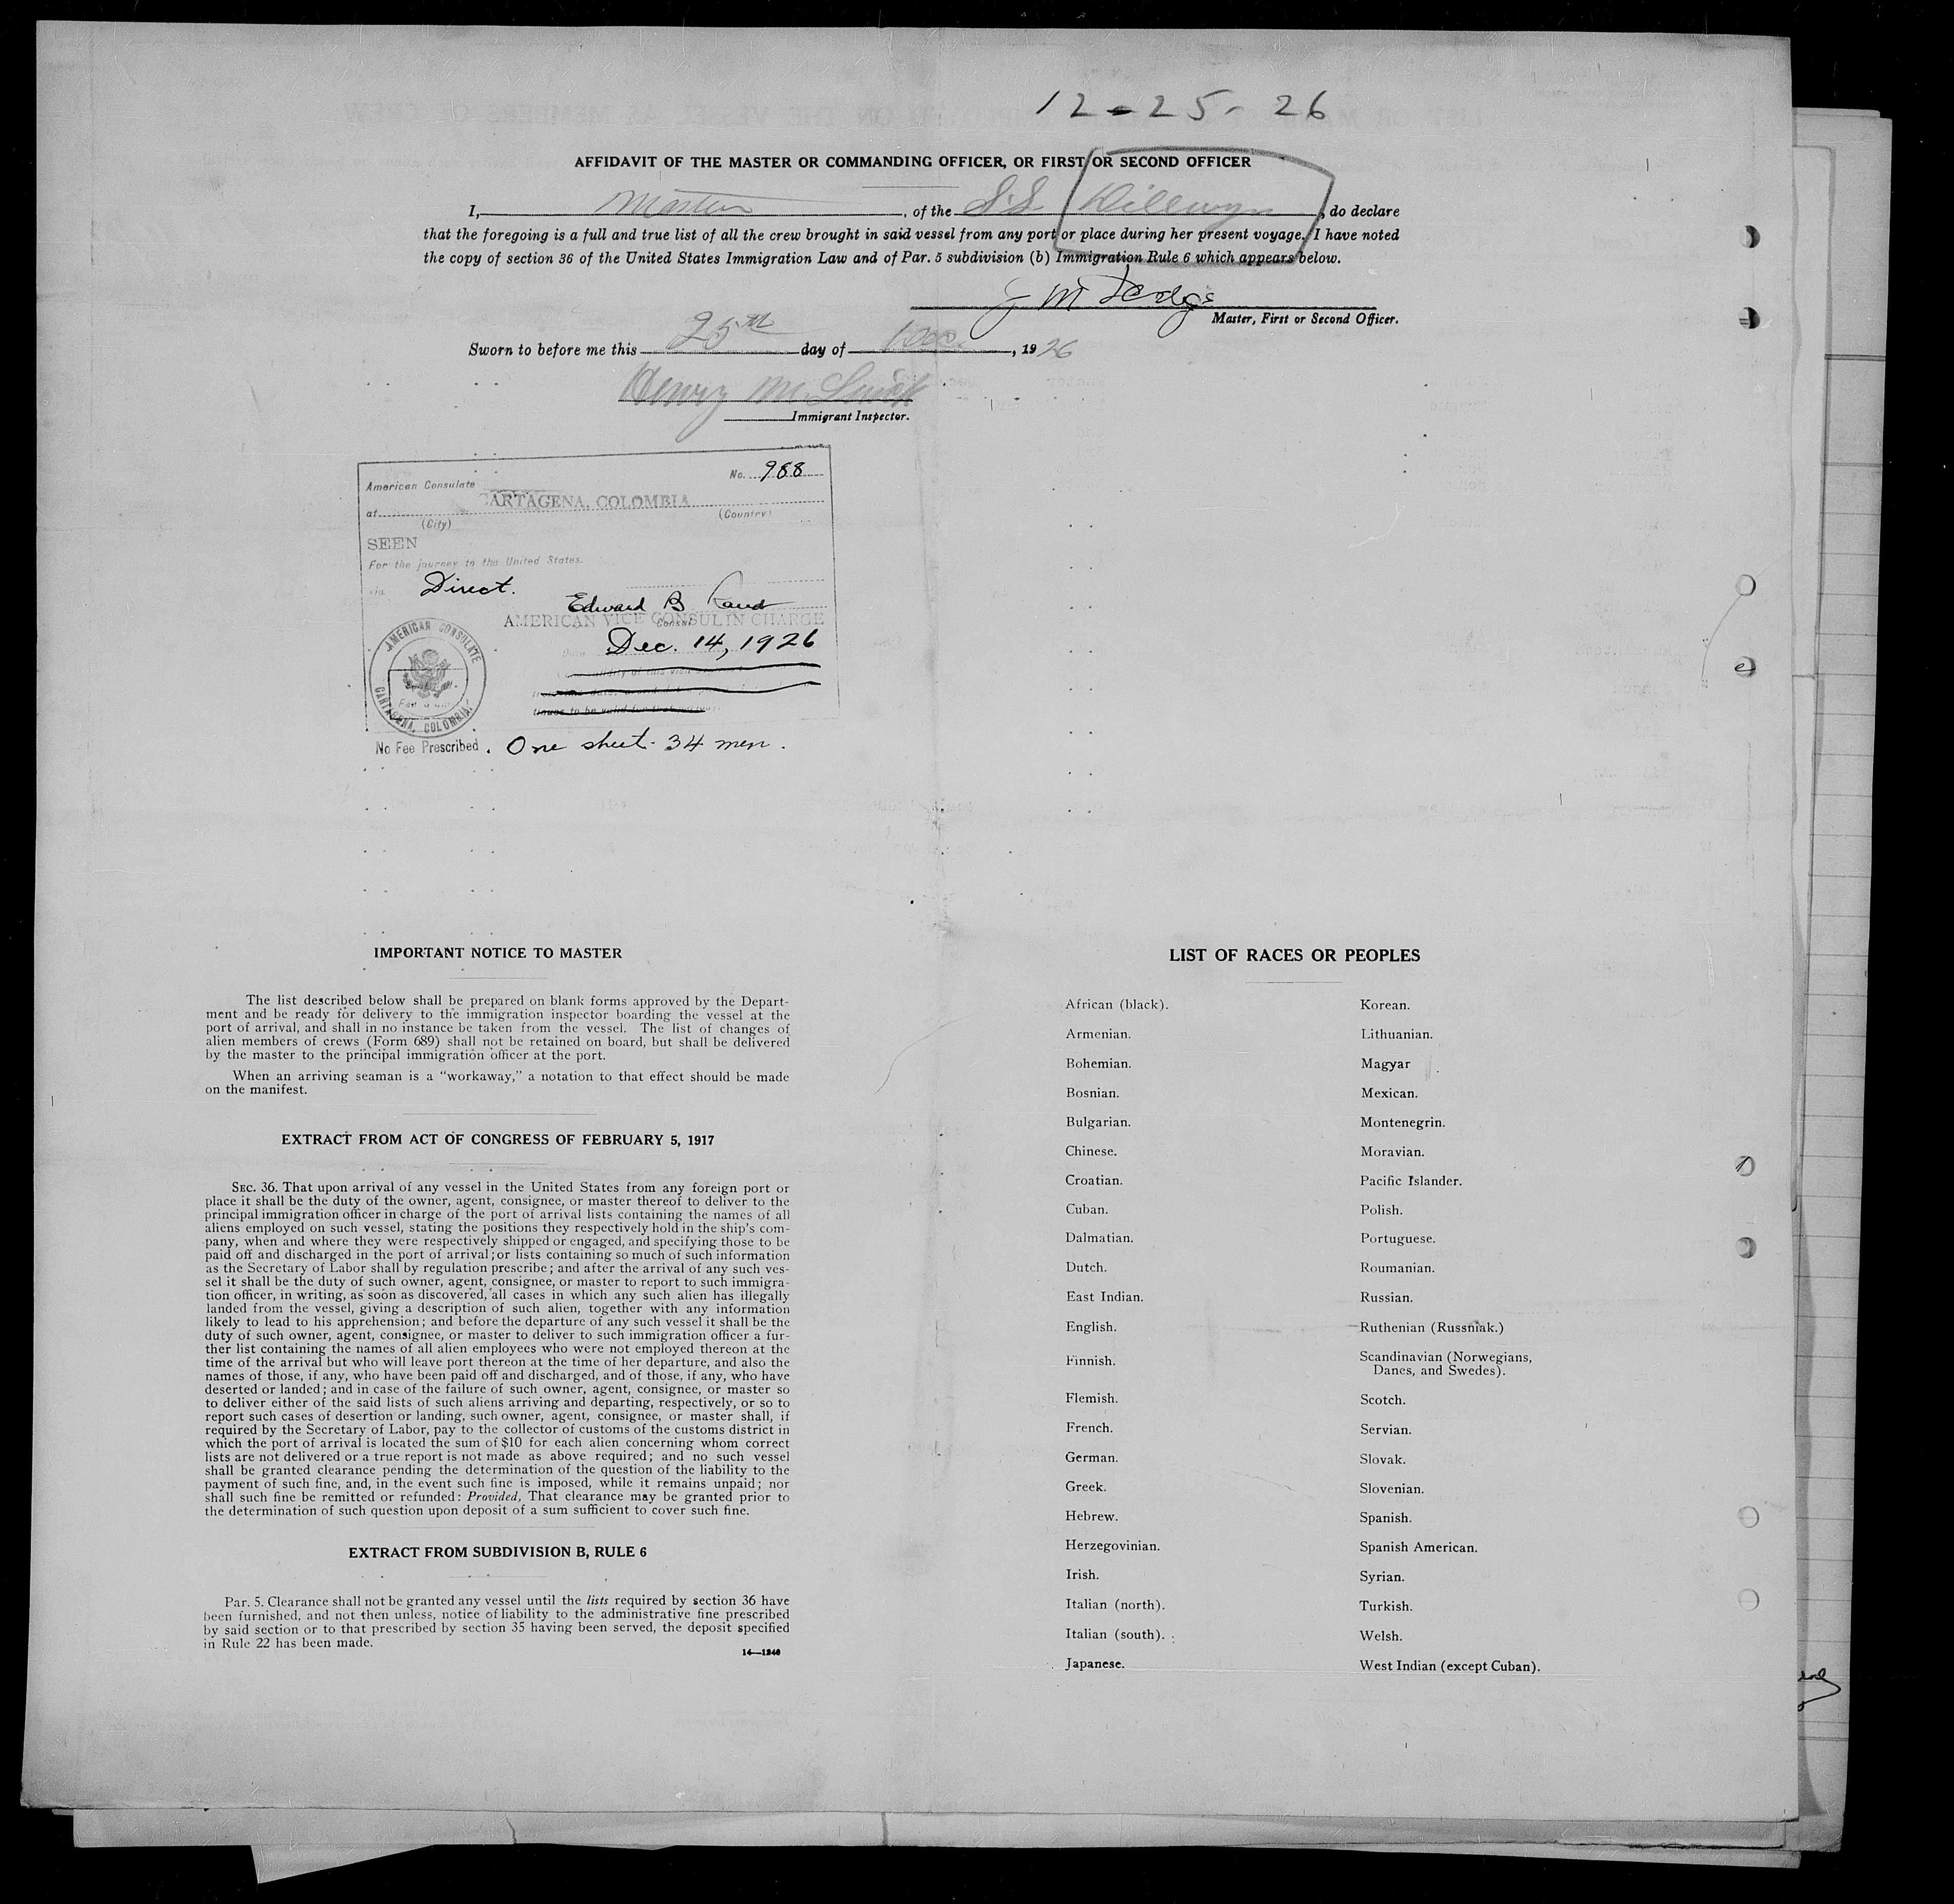 12-25-26
AFFIDAVIT OF THE MASTER OR COMMANDING OFFICER, OR FIRST OR SECOND OFFICER
I, Master, of the S.S. Dillwyn, do declare
that the foregoing is a full and true list of all the crew brought in said vessel from any port or place during her present voyage. I have noted
the copy of section 36 of the United States Immigration Law and of Par. 5 subdivision (b) Immigration Rule 6 which appears below.
J M
Master, First or Second Officer.
Sworn to before me this 25th day of Dec., 1926
Henry
Immigrant Inspector.
No. 988
American Consulate
at CARTAGENA, COLOMBIA
(City) (Country)
SEEN
For the journey to the United States.
via Direct.
Edward B
AMERICAN VICE CONSUL IN CHARGE
Consul
Date Dec. 14, 1926
AMERICAN CONSULATE
CARTAGENA, COLOMBIA.
No Fee Prescribed. One sheet - 34 men.
IMPORTANT NOTICE TO MASTER
The list described below shall be prepared on blank forms approved by the Depart-
ment and be ready for delivery to the immigration inspector boarding the vessel at the
port of arrival, and shall in no instance be taken from the vessel. The list of changes of
alien members of crews (Form 689) shall not be retained on board, but shall be delivered
by the master to the principal immigration officer at the port.
When an arriving seaman is a "workaway," a notation to that effect should be made
on the manifest.
EXTRACT FROM ACT OF CONGRESS OF FEBRUARY 5, 1917
SEC. 36. That upon arrival of any vessel in the United States from any foreign port or
place it shall be the duty of the owner, agent, consignee, or master thereof to deliver to the
principal immigration officer in charge of the port of arrival lists containing the names of all
aliens employed on such vessel, stating the positions they respectively hold in the ship's com-
pany, when and where they were respectively shipped or engaged, and specifying those to be
paid off and discharged in the port of arrival; or lists containing so much of such information
as the Secretary of Labor shall by regulation prescribe; and after the arrival of any such ves-
sel it shall be the duty of such owner, agent, consignee, or master to report to such immigra-
tion officer, in writing, as soon as discovered, all cases in which any such alien has illegally
landed from the vessel, giving a description of such alien, together with any information
likely to lead to his apprehension; and before the departure of any such vessel it shall be the
duty of such owner, agent, consignee, or master to deliver to such immigration officer a fur-
ther list containing the names of all alien employees who were not employed thereon at the
time of the arrival but who will leave port thereon at the time of her departure, and also the
names of those, if any, who have been paid off and discharged, and of those, if any, who have
deserted or landed; and in case of the failure of such owner, agent, consignee, or master so
to deliver either of the said lists of such aliens arriving and departing, respectively, or so to
report such cases of desertion or landing, such owner, agent, consignee, or master shall, if
required by the Secretary of Labor, pay to the collector of customs of the customs district in
which the port of arrival is located the sum of $10 for each alien concerning whom correct
lists are not delivered or a true report is not made as above required; and no such vessel
shall be granted clearance pending the determination of the question of the liability to the
payment of such fine, and, in the event such fine is imposed, while it remains unpaid; nor
shall such fine be remitted or refunded: Provided, That clearance may be granted prior to
the determination of such question upon deposit of a sum sufficient to cover such fine.
EXTRACT FROM SUBDIVISION B, RULE 6
Par. 5. Clearance shall not be granted any vessel until the lists required by section 36 have
been furnished, and not then unless, notice of liability to the administrative fine prescribed
by said section or to that prescribed by section 35 having been served, the deposit specified
in Rule 22 has been made.
14—1240
LIST OF RACES OR PEOPLES
African (black).
Armenian.
Bohemian.
Bosnian.
Bulgarian.
Chinese.
Croatian.
Cuban.
Dalmatian.
Dutch.
East Indian.
English.
Finnish.
Flemish.
French.
German.
Greek.
Hebrew.
Herzegovinian.
Irish.
Italian (north).
Italian (south).
Japanese.
Korean.
Lithuanian.
Magyar
Mexican.
Montenegrin.
Moravian.
Pacific Islander.
Polish.
Portuguese.
Roumanian.
Russian.
Ruthenian (Russniak.)
Scandinavian (Norwegians,
Danes, and Swedes).
Scotch.
Servian.
Slovak.
Slovenian.
Spanish.
Spanish American.
Syrian.
Turkish.
Welsh.
West Indian (except Cuban).